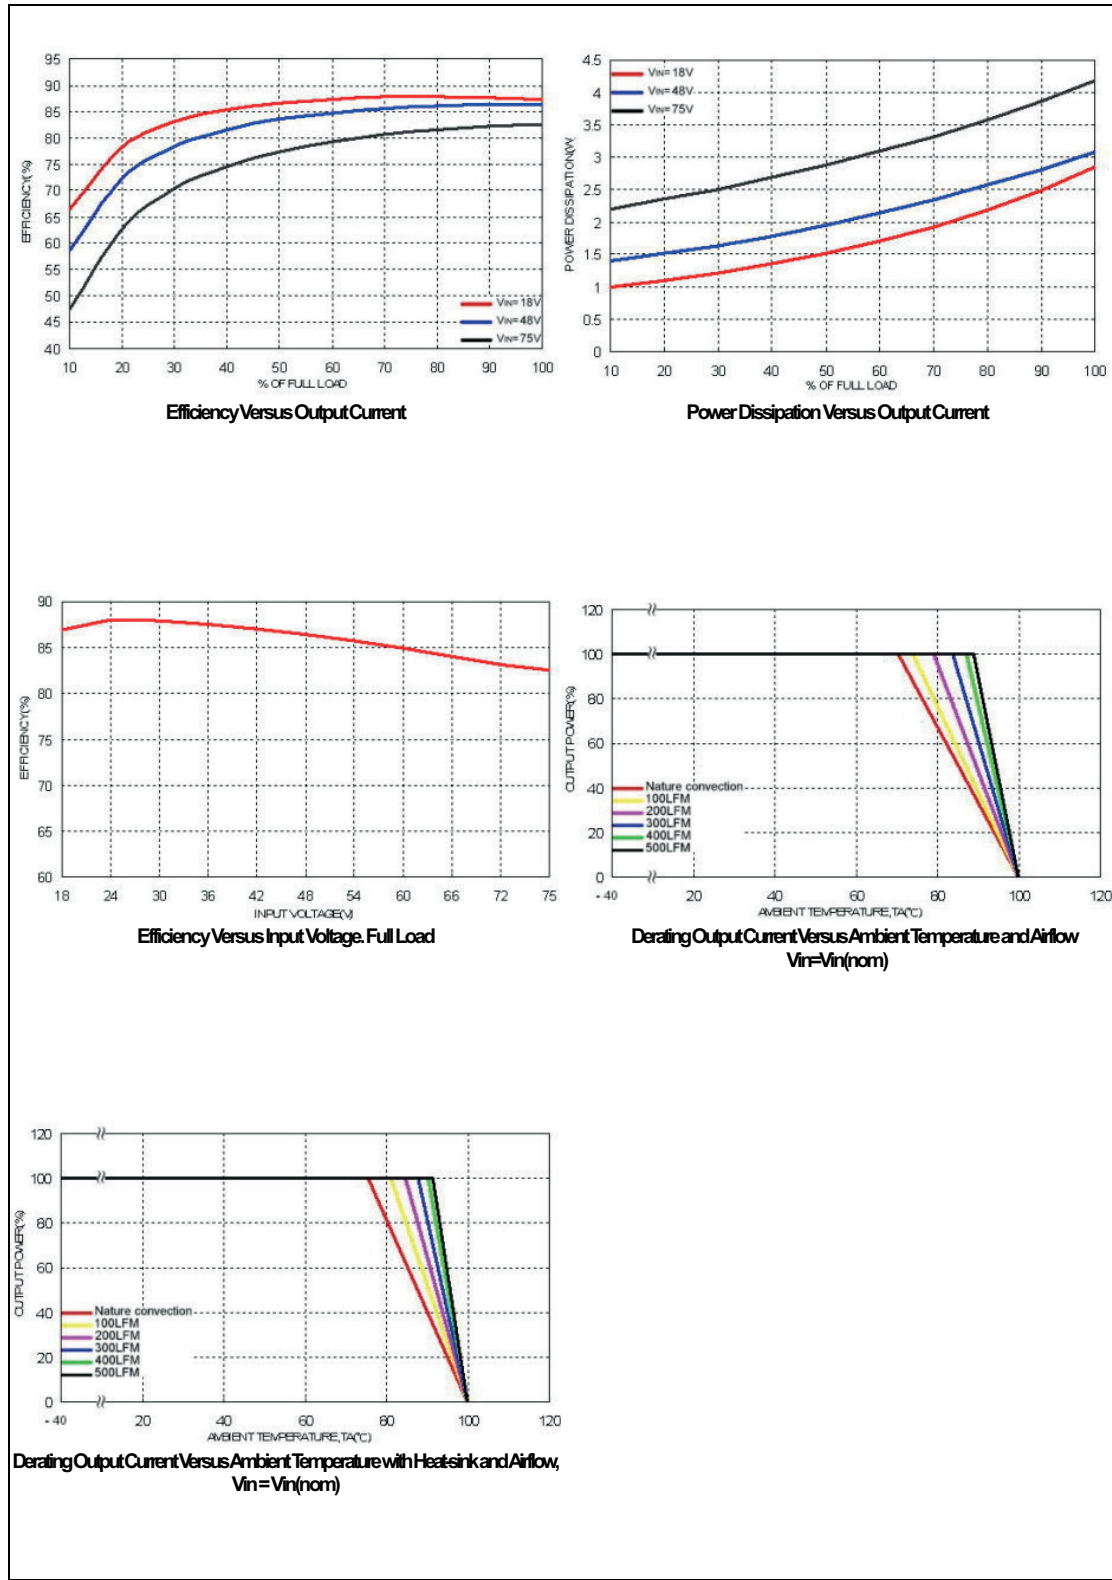 95
90
85
80
75
70
65
60
55
50
45
40
EFFICIENCY(%)
VIN= 18V
VIN= 48V
VIN= 75V
10 20 30 40 50 60 70 80 90 100
% OF FULL LOAD
Efficiency Versus Output Current
4.5
4
3.5
3
2.5
2
1.5
1
0.5
0
POWER DISSIPATION(W
VIN= 18V
VIN= 48V
VIN= 75V
10 20 30 40 50 60 70 80 90 100
% OF FULL LOAD
Power Dissipation Versus Output Current
90
85
80
85
70
65
60
EFFICIENCY(%)
18 24 30 36 42 48 54 60 66 72 75
INPUT VOLTAGE(V)
Efficiency Versus Input Voltage. Full Load
120
100
80
60
40
20
0
OUTPUT POWER(%)
Nature convection
100LFM
200LFM
300LFM
400LFM
500LFM
- 40 20 40 60 80 100 120
AMBIENT TEMPERATURE,TA(°C)
Derating Output Current Versus Ambient Temperature and Airflow
Vin=Vin(nom)
120
100
80
60
40
20
0
OUTPUT POWER(%)
Nature convection
100LFM
200LFM
300LFM
400LFM
500LFM
- 40 20 40 60 80 100 120
AMBIENT TEMPERATURE,TA(°C)
Derating Output Current Versus Ambient Temperature with Heat-sink and Airflow,
Vin = Vin(nom)